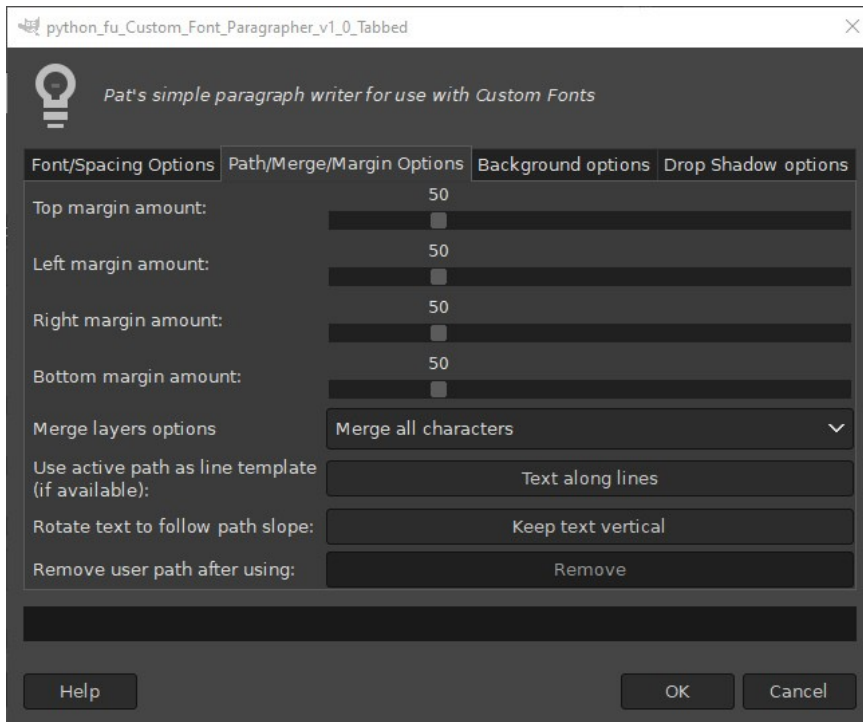 python_fu_Custom_Font_Paragrapher_v1_0_Tabbed
Pat's simple paragraph writer for use with Custom Fonts
Font/Spacing Options Path/Merge/Margin Options Background options Drop Shadow options
50
Top margin amount:
50
Left margin amount:
50
Right margin amount:
50
Bottom margin amount:
Merge layers options Merge all characters
Use active path as line template
(if available): Text along lines
Rotate text to follow path slope: Keep text vertical
Remove user path after using: Remove
Help OK Cancel